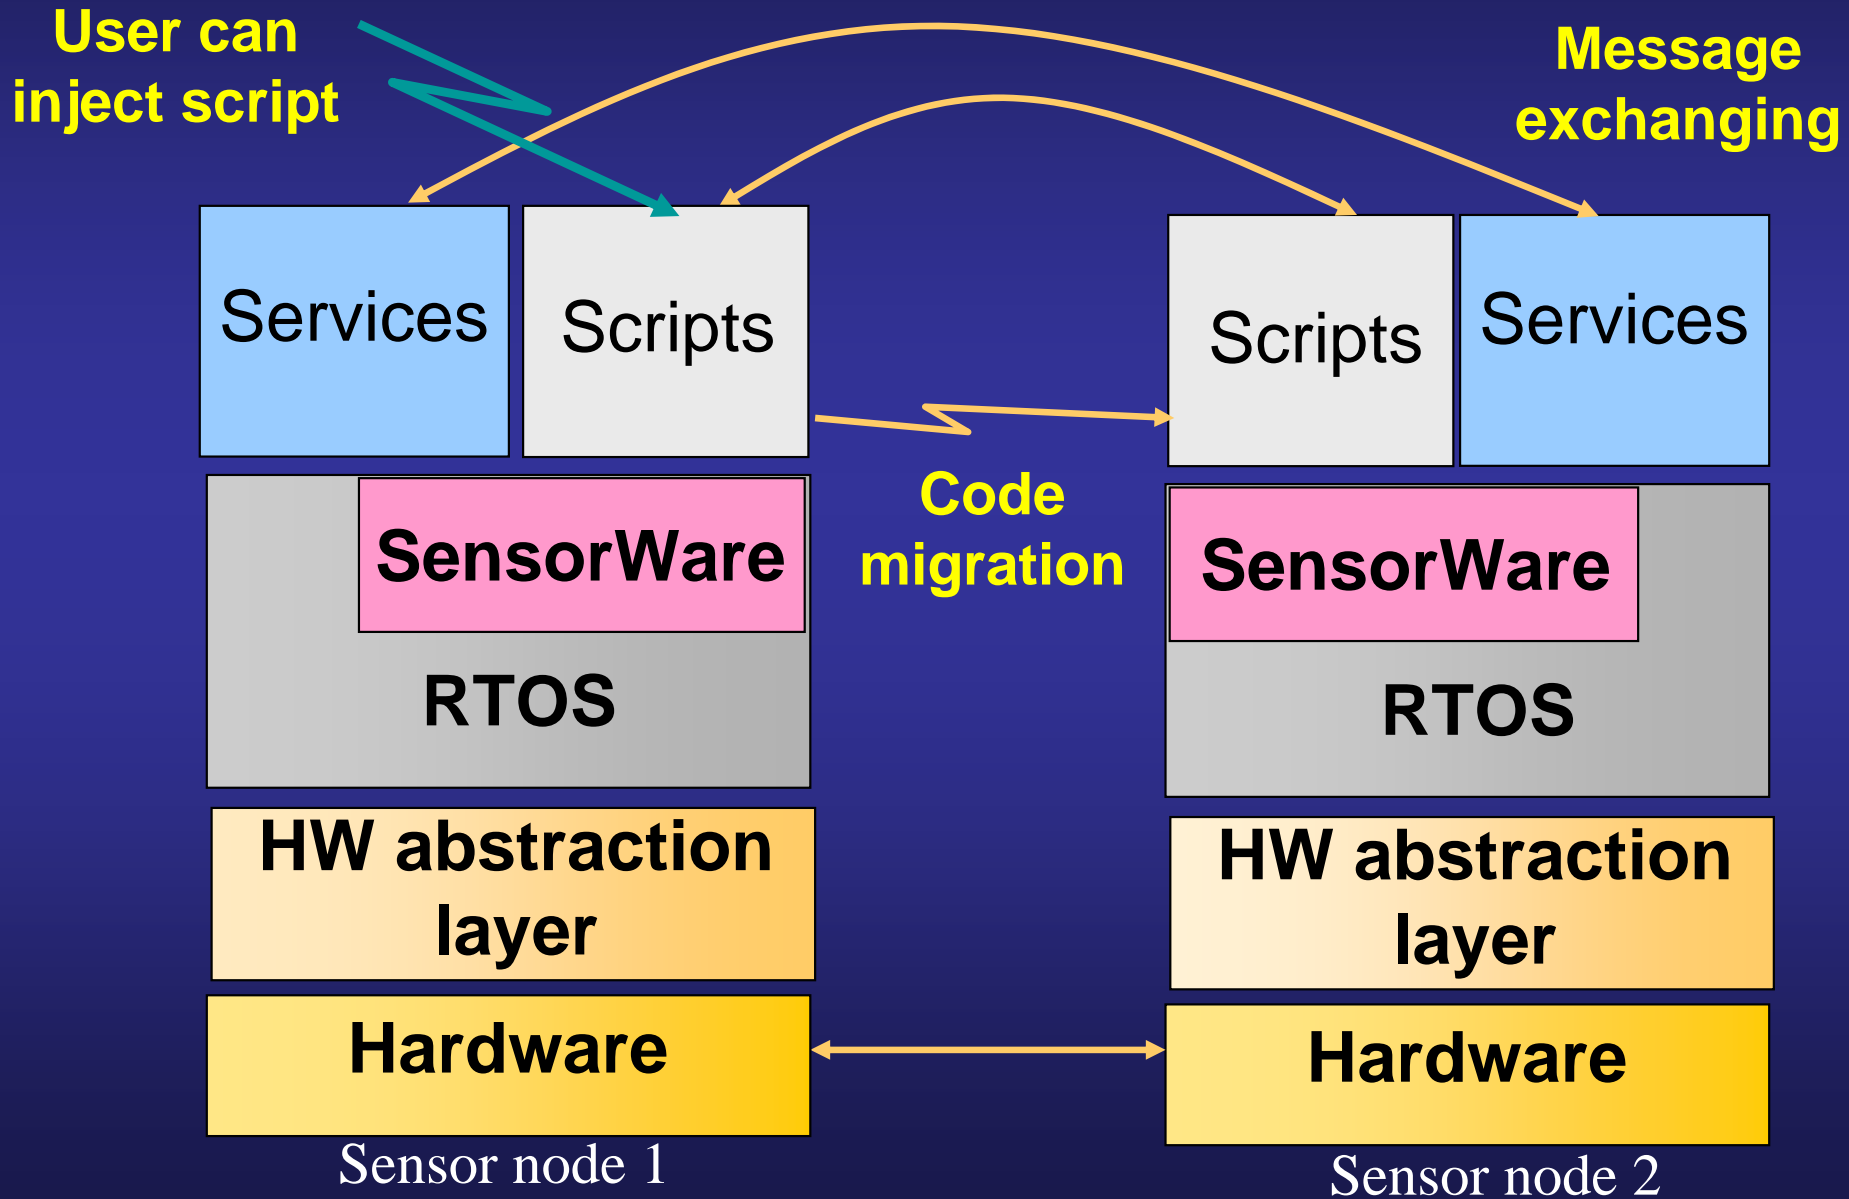 User can
inject script
Message
exchanging
Services
Scripts
Scripts
Services
Code
migration
SensorWare
SensorWare
RTOS
RTOS
HW abstraction
layer
HW abstraction
layer
Hardware
Hardware
Sensor node 1
Sensor node 2